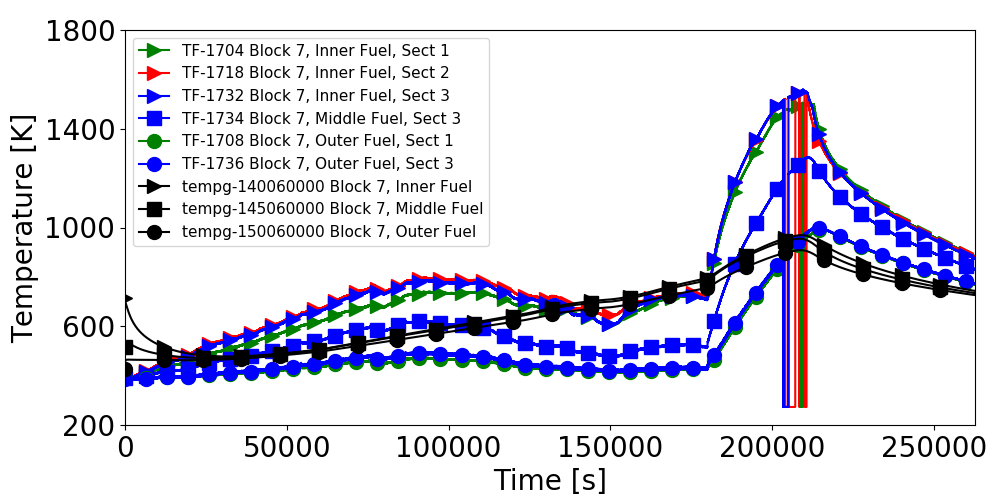 1800
1400
1000
600
200
Temperature [K]
TF-1704 Block 7, Inner Fuel, Sect 1
TF-1718 Block 7, Inner Fuel, Sect 2
TF-1732 Block 7, Inner Fuel, Sect 3
TF-1734 Block 7, Middle Fuel, Sect 3
TF-1708 Block 7, Outer Fuel, Sect 1
TF-1736 Block 7, Outer Fuel, Sect 3
tempg-140060000 Block 7, Inner Fuel
tempg-145060000 Block 7, Middle Fuel
tempg-150060000 Block 7, Outer Fuel
0 50000 100000 150000 200000 250000
Time [s]